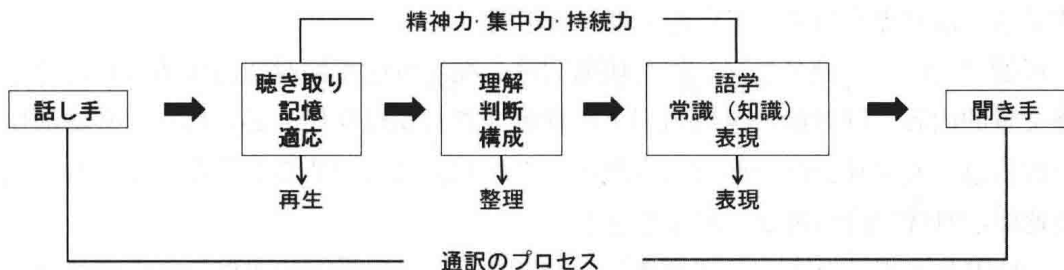 精神力・集中力・持続力
話し手
聴き取り
記憶
適応
理解
判断
構成
語学
常識（知識）
表現
聞き手
再生
整理
表現
通訳のプロセス